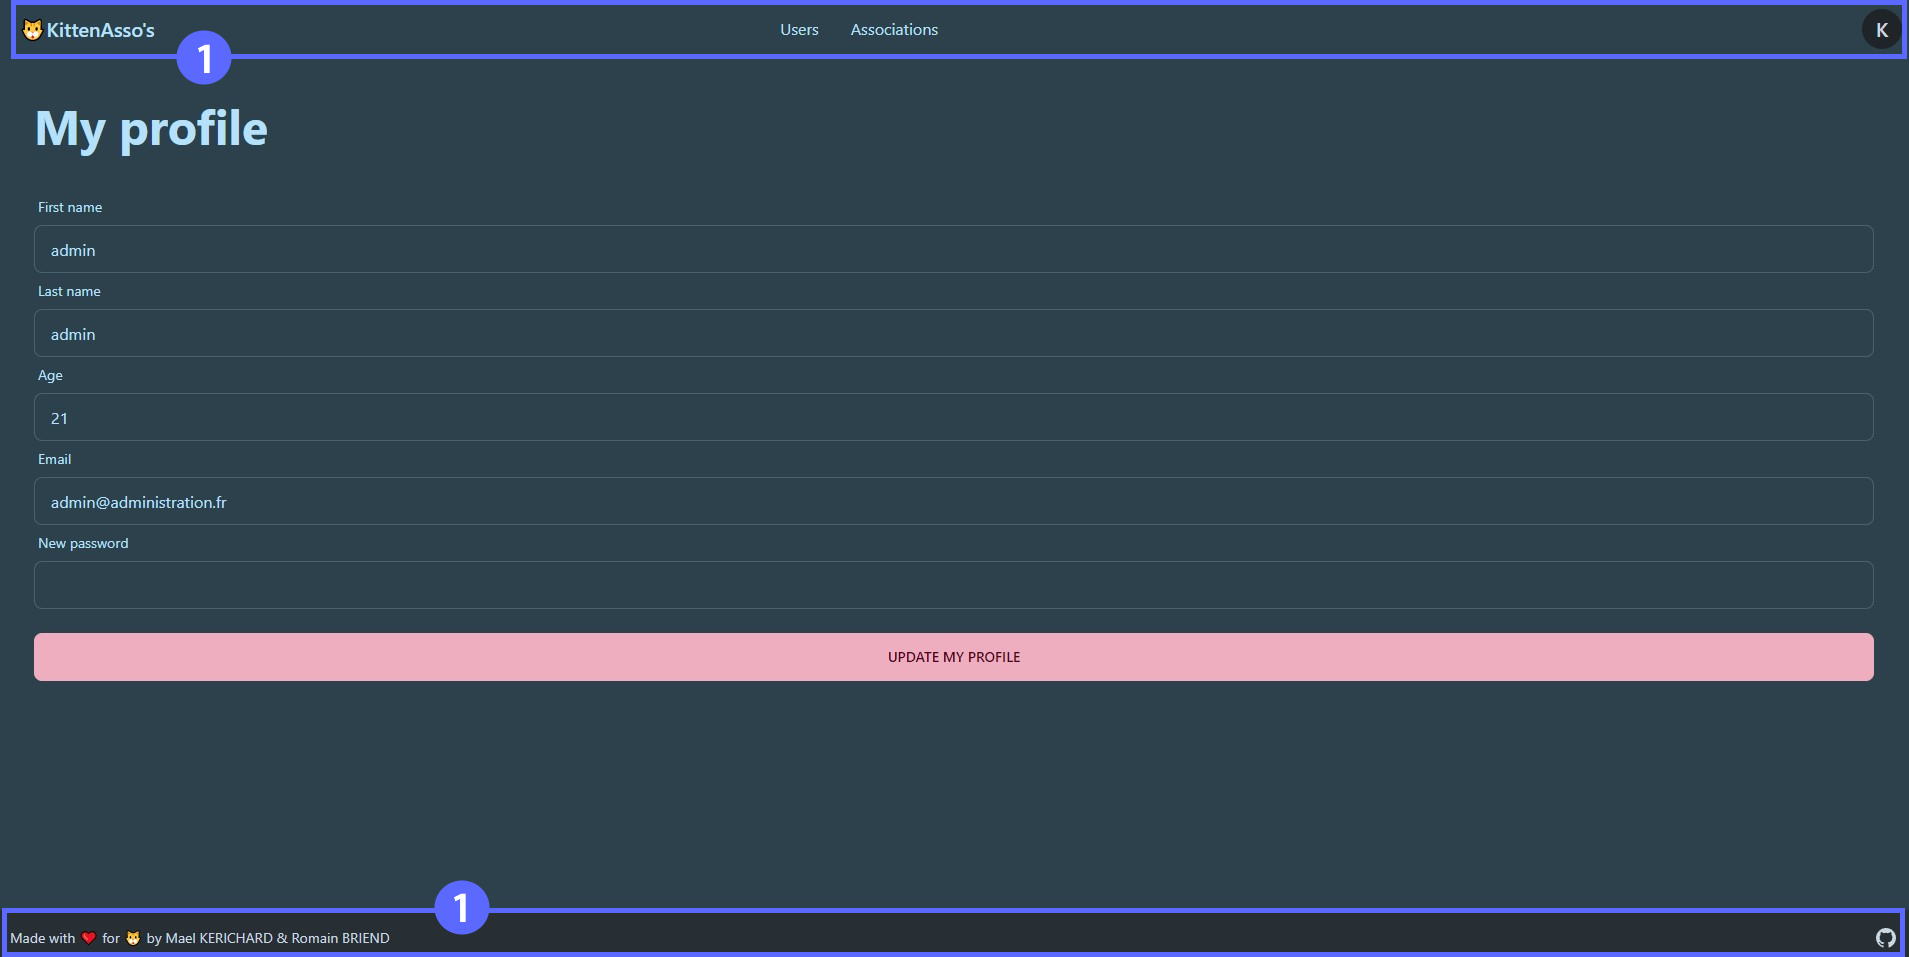 KittenAsso's Users Associations K
1
My profile
First name
admin
Last name
admin
Age
21
Email
admin@administration.fr
New password
UPDATE MY PROFILE
1
Made with ❤️ for 🐱 by Mael KERICHARD & Romain BRIEND